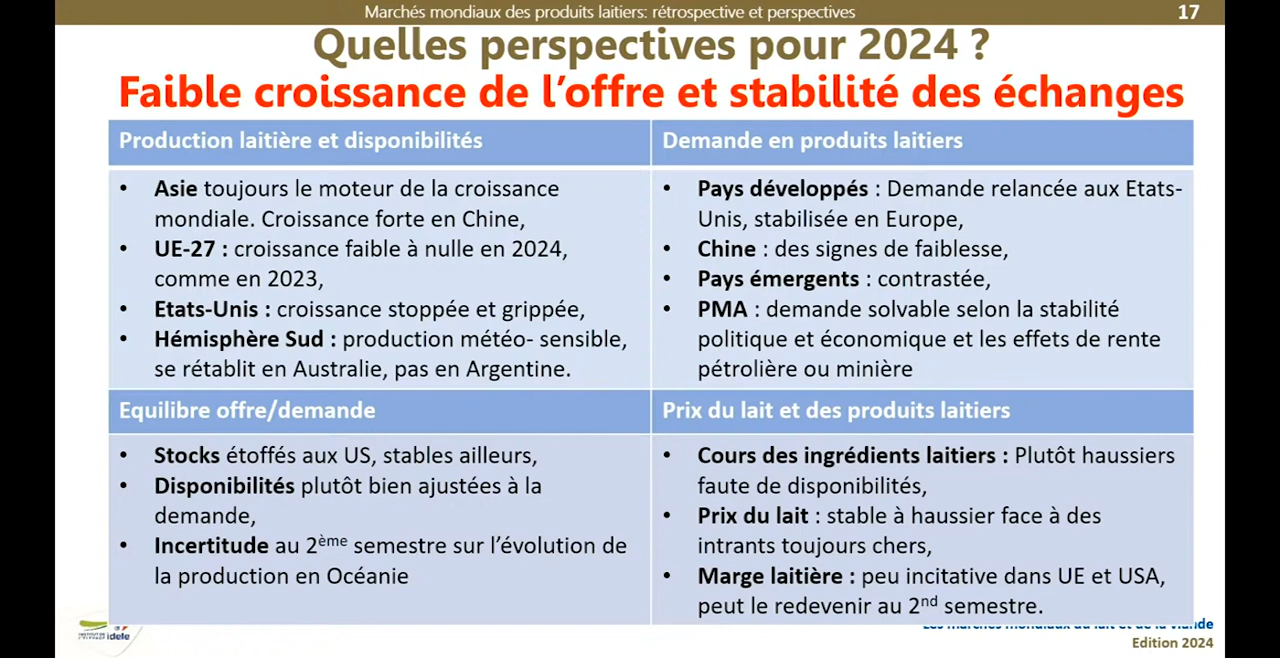 Marchés mondiaux des produits laitiers: rétrospective et perspectives
17
Quelles perspectives pour 2024 ?
Faible croissance de l’offre et stabilité des échanges
Production laitière et disponibilités
• Asie toujours le moteur de la croissance
mondiale. Croissance forte en Chine,
• UE-27 : croissance faible à nulle en 2024,
comme en 2023,
• Etats-Unis : croissance stoppée et grippée,
• Hémisphère Sud : production météo- sensible,
se rétablit en Australie, pas en Argentine.
Demande en produits laitiers
• Pays développés : Demande relancée aux Etats-
Unis, stabilisée en Europe,
• Chine : des signes de faiblesse,
• Pays émergents : contrastée,
• PMA : demande solvable selon la stabilité
politique et économique et les effets de rente
pétrolière ou minière
Equilibre offre/demande
• Stocks étoffés aux US, stables ailleurs,
• Disponibilités plutôt bien ajustées à la
demande,
• Incertitude au 2ème semestre sur l’évolution de
la production en Océanie
Prix du lait et des produits laitiers
• Cours des ingrédients laitiers : Plutôt haussiers
faute de disponibilités,
• Prix du lait : stable à haussier face à des
intrants toujours chers,
• Marge laitière : peu incitative dans UE et USA,
peut le redevenir au 2nd semestre.
idele
Les marchés mondiaux du lait et de la viande
Edition 2024